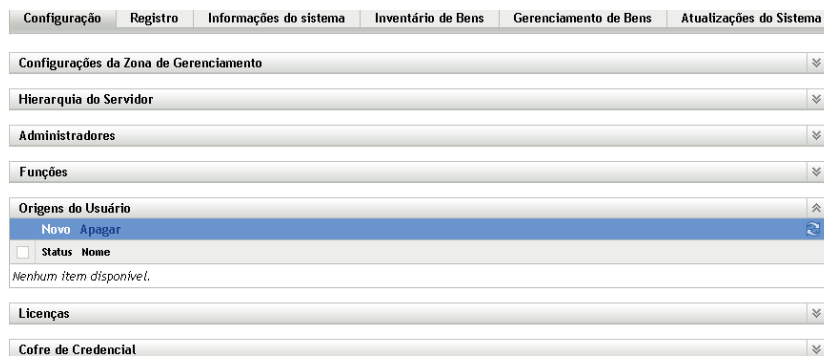 Configuração Registro Informações do sistema Inventário de Bens Gerenciamento de Bens Atualizações do Sistema
Configurações da Zona de Gerenciamento
Hierarquia do Servidor
Administradores
Funções
Origens do Usuário
Novo Apagar
Status Nome
Nenhum item disponível.
Licenças
Cofre de Credencial